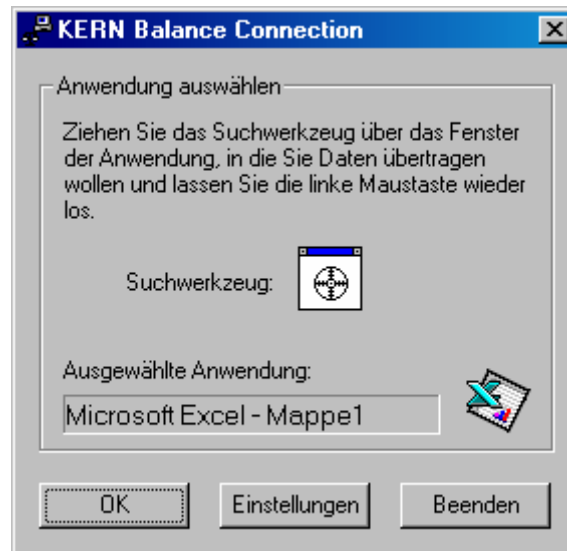 KERN Balance Connection
Anwendung auswählen
Ziehen Sie das Suchwerkzeug über das Fenster
der Anwendung, in die Sie Daten übertragen
wollen und lassen Sie die linke Maustaste wieder
los.
Suchwerkzeug:
Ausgewählte Anwendung:
Microsoft Excel - Mappe1
OK
Einstellungen
Beenden